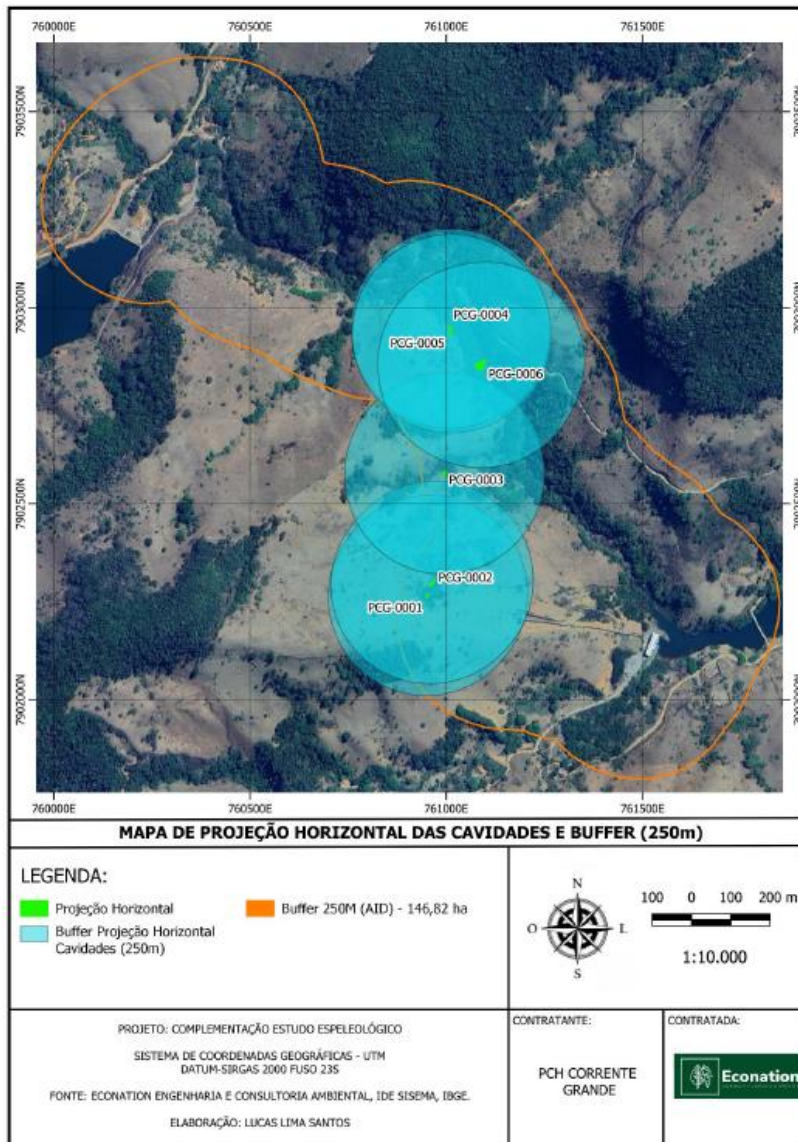 760000E 760500E 761000E 761500E
7903500N
7903000N
7902500N
7902000N
PCG-0004
PCG-0005
PCG-0006
PCG-0003
PCG-0002
PCG-0001
760000E 760500E 761000E 761500E
MAPA DE PROJEÇÃO HORIZONTAL DAS CAVIDADES E BUFFER (250m)
LEGENDA:
Projeção Horizontal
Buffer 250M (AID) - 146,82 ha
Buffer Projeção Horizontal
Cavidades (250m)
N
O L
S
100 0 100 200 m
1:10.000
PROJETO: COMPLEMENTAÇÃO ESTUDO ESPELEOLÓGICO
SISTEMA DE COORDENADAS GEOGRÁFICAS - UTM
DATUM-SIRGAS 2000 FUSO 23S
FONTE: ECONATION ENGENHARIA E CONSULTORIA AMBIENTAL, IDE SISEMA, IBGE.
ELABORAÇÃO: LUCAS LIMA SANTOS
CONTRATANTE:
PCH CORRENTE
GRANDE
CONTRATADA:
Econation